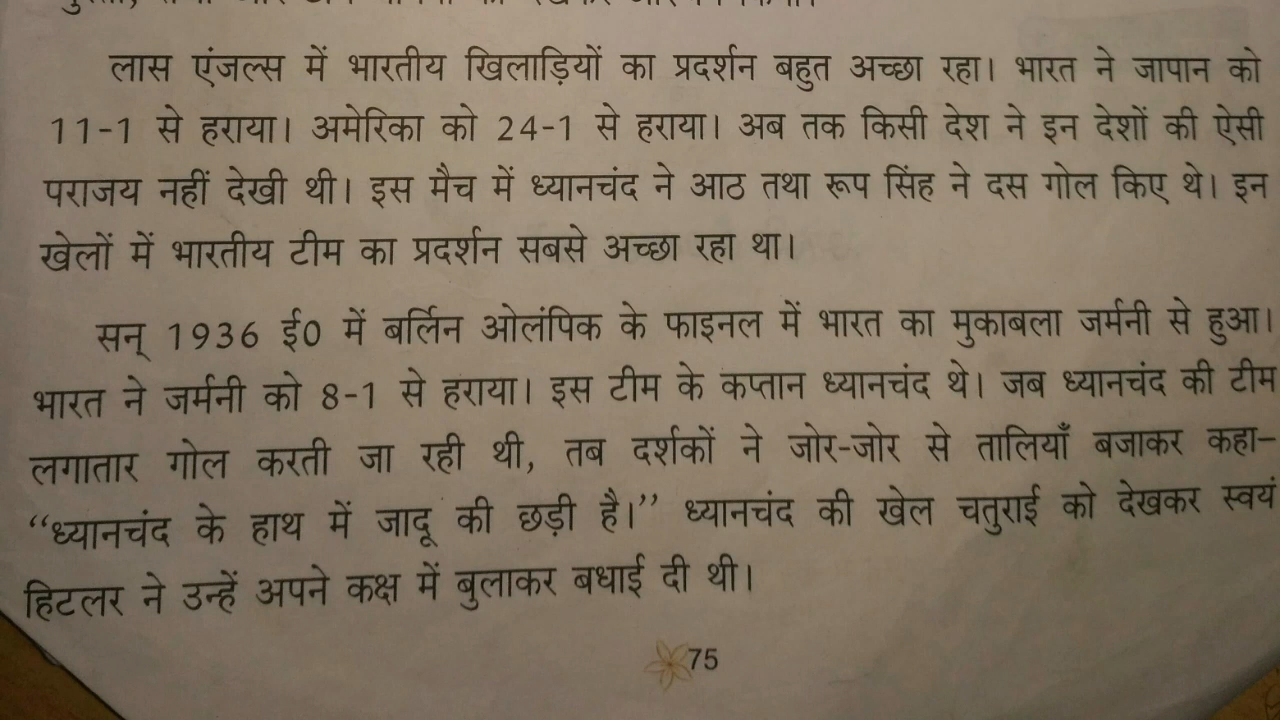 लास एंजल्स में भारतीय खिलाड़ियों का प्रदर्शन बहुत अच्छा रहा। भारत ने जापान को
11-1 से हराया। अमेरिका को 24-1 से हराया। अब तक किसी देश ने इन देशों की ऐसी
पराजय नहीं देखी थी। इस मैच में ध्यानचंद ने आठ तथा रूप सिंह ने दस गोल किए थे। इन
खेलों में भारतीय टीम का प्रदर्शन सबसे अच्छा रहा था।
सन् 1936 ई0 में बर्लिन ओलंपिक के फाइनल में भारत का मुकाबला जर्मनी से हुआ।
भारत ने जर्मनी को 8-1 से हराया। इस टीम के कप्तान ध्यानचंद थे। जब ध्यानचंद की टीम
लगातार गोल करती जा रही थी, तब दर्शकों ने जोर-जोर से तालियाँ बजाकर कहा–
“ध्यानचंद के हाथ में जादू की छड़ी है।” ध्यानचंद की खेल चतुराई को देखकर स्वयं
हिटलर ने उन्हें अपने कक्ष में बुलाकर बधाई दी थी।
75